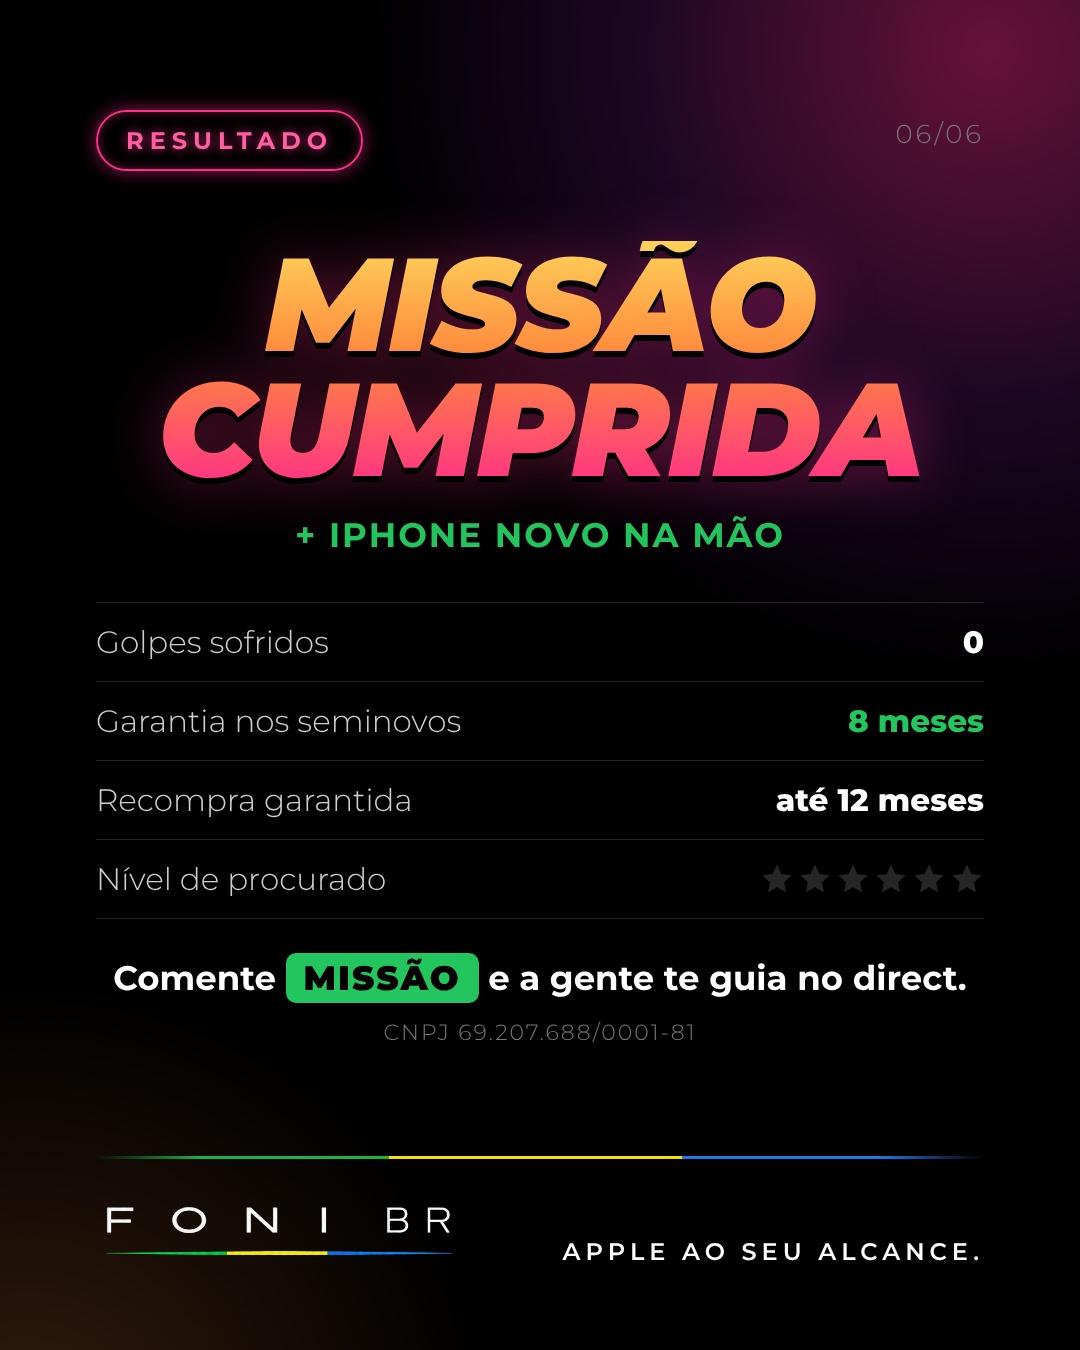 RESULTADO
06/06
MISSÃO
CUMPRIDA
+ IPHONE NOVO NA MÃO
Golpes sofridos 0
Garantia nos seminovos 8 meses
Recompra garantida até 12 meses
Nível de procurado ★★★★★★
Comente MISSÃO e a gente te guia no direct.
CNPJ 69.207.688/0001-81
FONI BR
APPLE AO SEU ALCANCE.